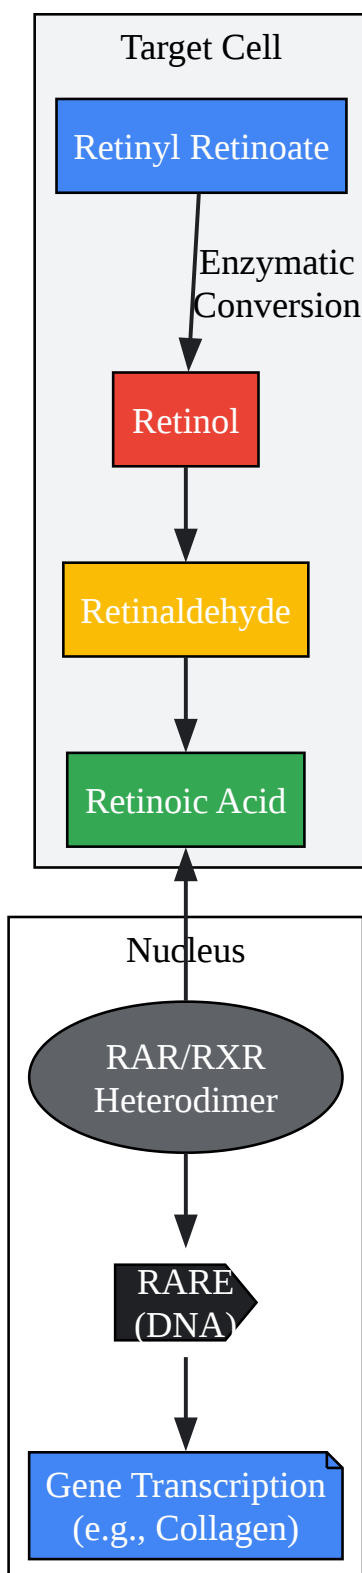 Target Cell
Retinyl Retinoate
Enzymatic
Conversion
Retinol
Retinaldehyde
Retinoic Acid
Nucleus
RAR/RXR
Heterodimer
RARE
(DNA)
Gene Transcription
(e.g., Collagen)